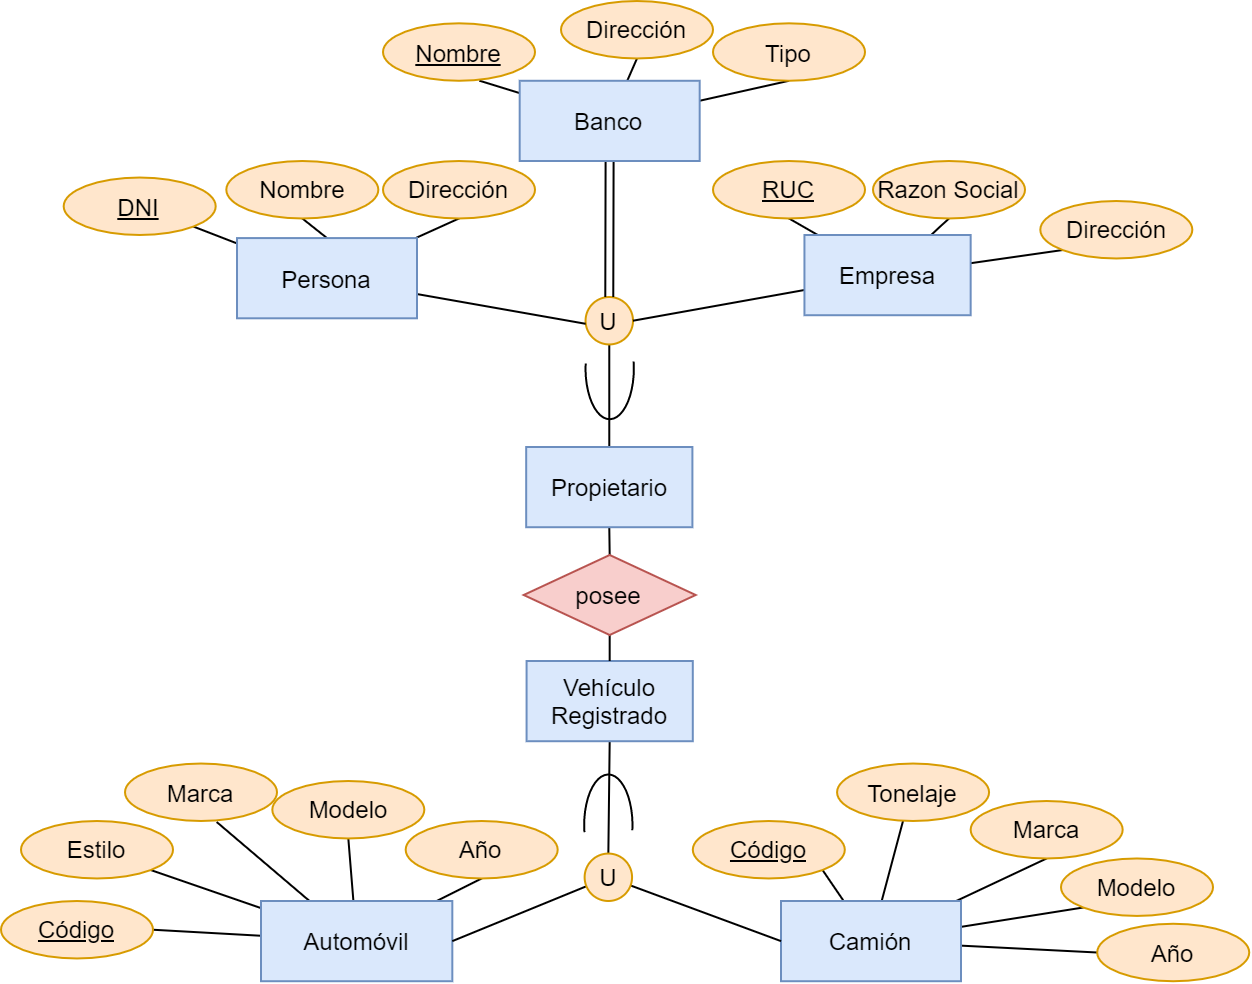 Dirección
Nombre
Tipo
Banco
DNI
Nombre
Dirección
RUC
Razon Social
Dirección
Persona
Empresa
U
Propietario
posee
Vehículo
Registrado
Marca
Modelo
Estilo
Año
Código
Automóvil
U
Tonelaje
Código
Marca
Modelo
Año
Camión